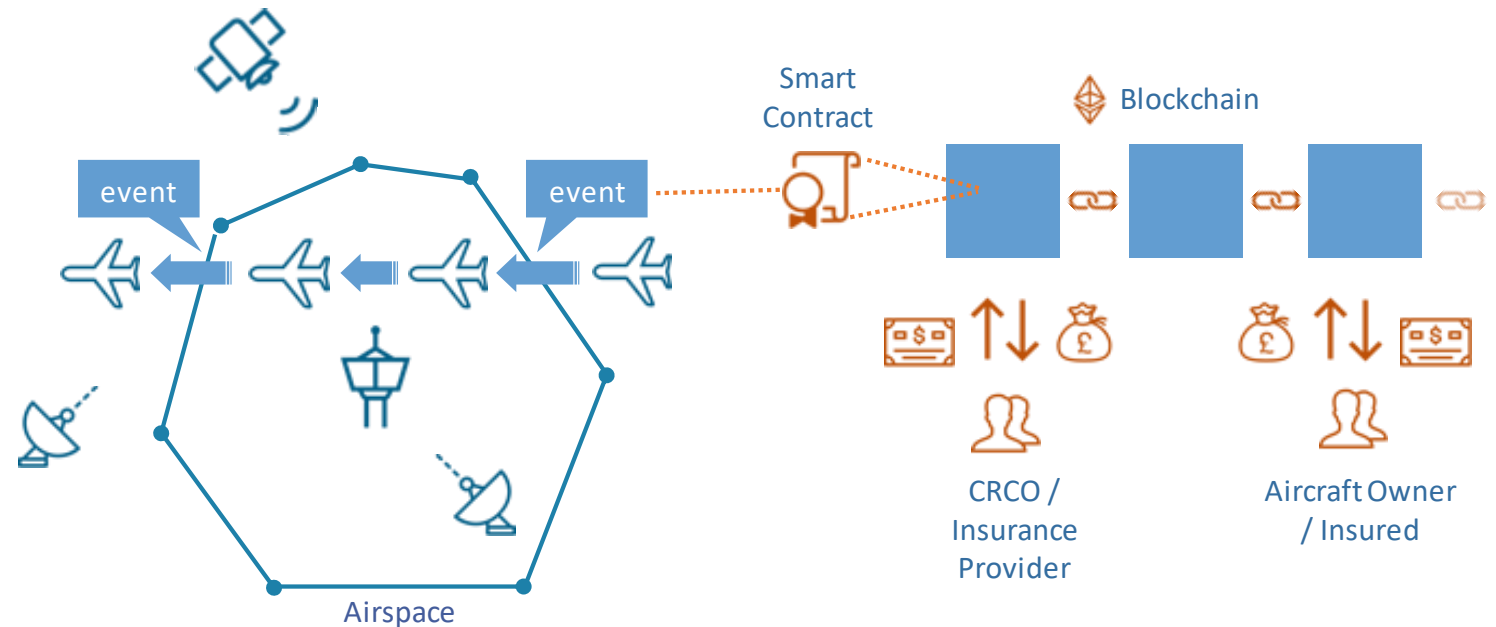 Smart
Contract
Blockchain
event
event
$
£
£
$
CRCO /
Insurance
Provider
Aircraft Owner
/ Insured
Airspace